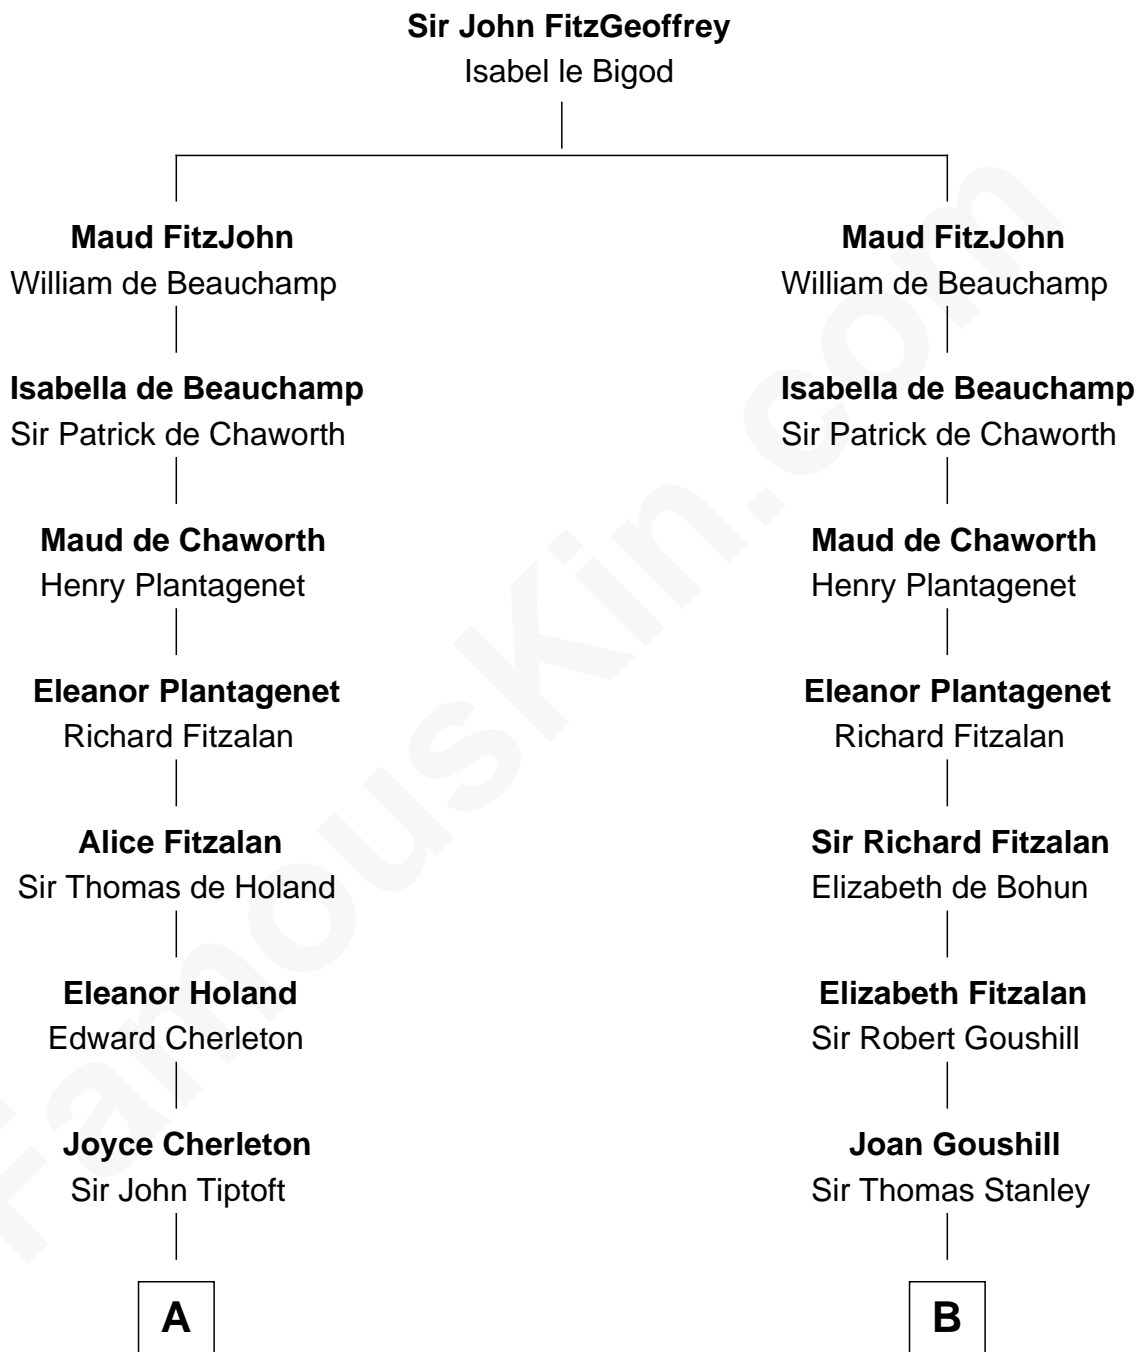 Sir John FitzGeoffrey
Isabel le Bigod
Maud FitzJohn
William de Beauchamp
Isabella de Beauchamp
Sir Patrick de Chaworth
Maud de Chaworth
Henry Plantagenet
Eleanor Plantagenet
Richard Fitzalan
Alice Fitzalan
Sir Thomas de Holand
Eleanor Holand
Edward Cherleton
Joyce Cherleton
Sir John Tiptoft
A
Maud FitzJohn
William de Beauchamp
Isabella de Beauchamp
Sir Patrick de Chaworth
Maud de Chaworth
Henry Plantagenet
Eleanor Plantagenet
Richard Fitzalan
Sir Richard Fitzalan
Elizabeth de Bohun
Elizabeth Fitzalan
Sir Robert Goushill
Joan Goushill
Sir Thomas Stanley
B
FamousKin.com